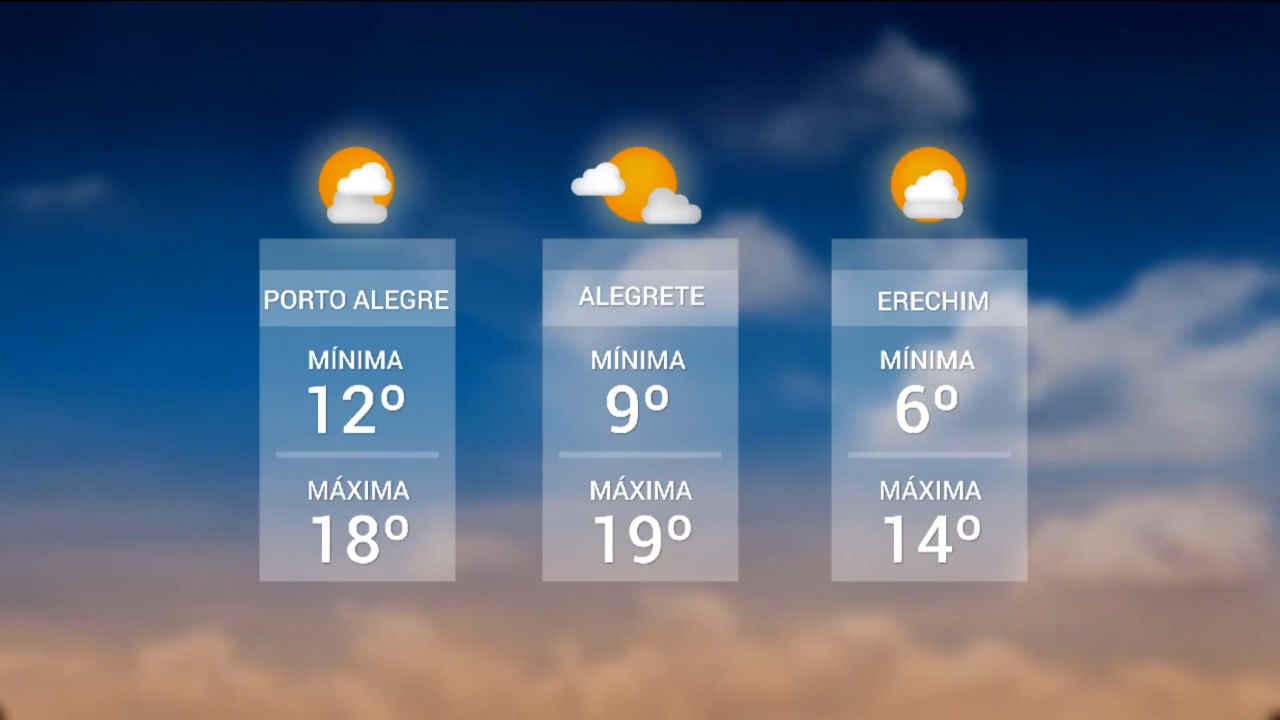 PORTO ALEGRE
MÍNIMA
12º
MÁXIMA
18º
ALEGRETE
MÍNIMA
9º
MÁXIMA
19º
ERECHIM
MÍNIMA
6º
MÁXIMA
14º